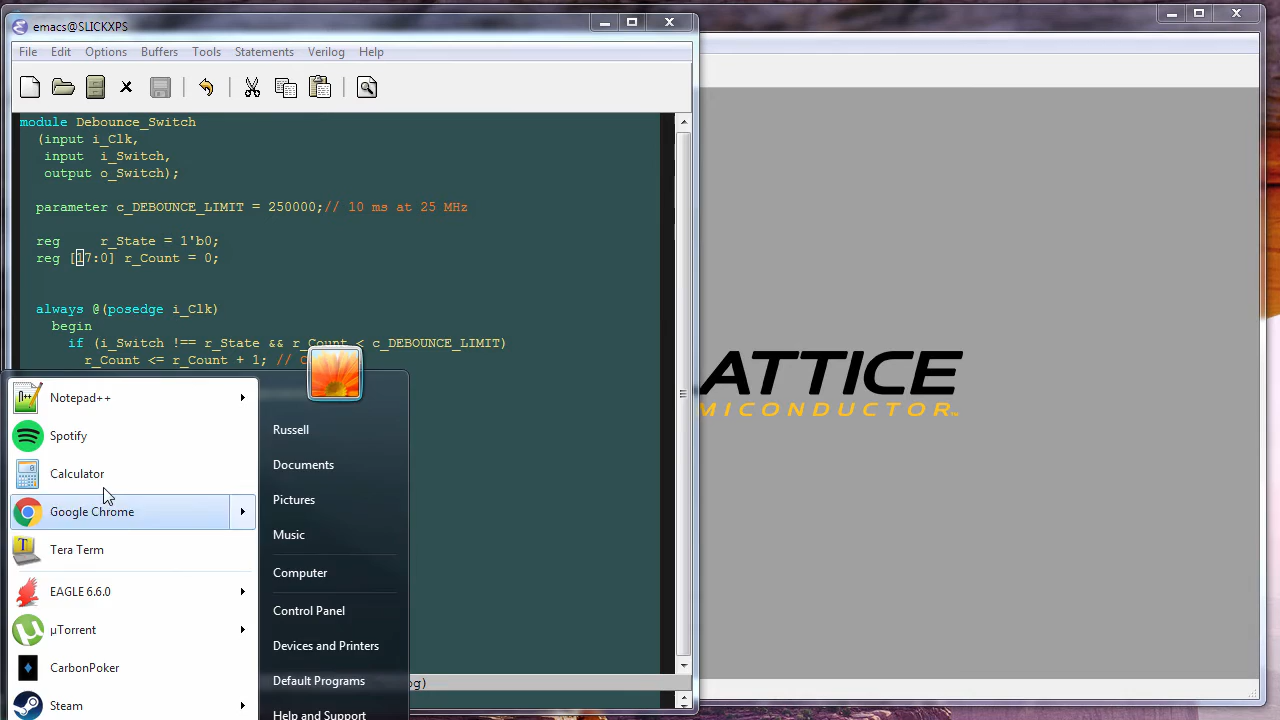 emacs@SLICKXPS
File Edit Options Buffers Tools Statements Verilog Help
module Debounce_Switch
(input i_Clk,
input i_Switch,
output o_Switch);
parameter c_DEBOUNCE_LIMIT = 250000;// 10 ms at 25 MHz
reg r_State = 1'b0;
reg [17:0] r_Count = 0;
always @(posedge i_Clk)
begin
if (i_Switch !== r_State && r_Count < c_DEBOUNCE_LIMIT)
r_Count <= r_Count + 1; //
Notepad++
Spotify
Calculator
Google Chrome
Tera Term
EAGLE 6.6.0
µTorrent
CarbonPoker
Steam
Russell
Documents
Pictures
Music
Computer
Control Panel
Devices and Printers
Default Programs
Help and Support
ATTICE
MICONDUCTOR™